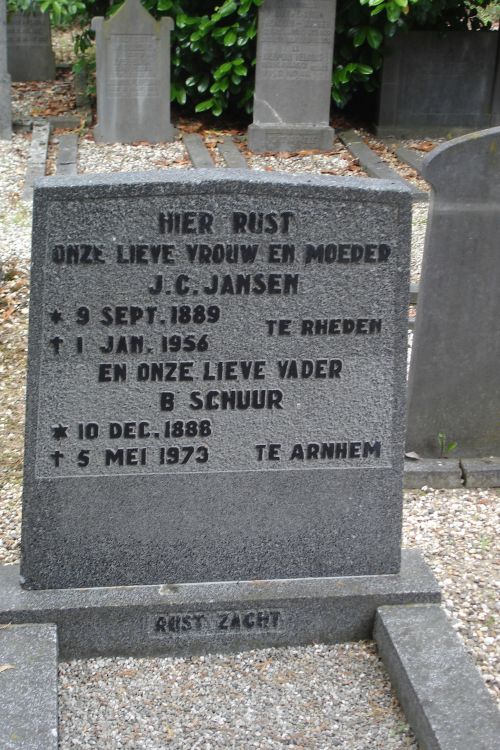 HIER RUST
ONZE LIEVE VROUW EN MOEDER
J.C. JANSEN
* 9 SEPT. 1889
TE RHEDEN
† 1 JAN. 1956
EN ONZE LIEVE VADER
B SCHUUR
* 10 DEC. 1888
† 5 MEI 1973 TE ARNHEM
RUST ZACHT